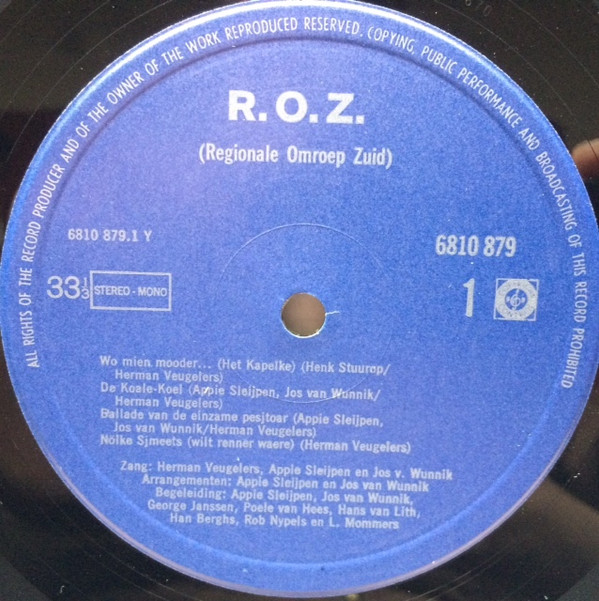 ALL RIGHTS OF THE RECORD PRODUCER AND OF THE OWNER OF THE WORK REPRODUCED RESERVED. COPYING, PUBLIC PERFORMANCE AND BROADCASTING OF THIS RECORD PROHIBITED
R.O.Z.
(Regionale Omroep Zuid)
6810 879.1 Y
6810 879
33⅓ STEREO-MONO
1
Wo mien mooder... (Het Kapelke) (Henk Stuurop/
Herman Veugelers)
De Koale-Koel (Appie Sleijpen, Jos van Wunnik/
Herman Veugelers)
Ballade van de einzame pesjtoar (Appie Sleijpen,
Jos van Wunnik/Herman Veugelers)
Nölke Sjmeets (wilt renner waere) (Herman Veugelers)
Zang: Herman Veugelers, Appie Sleijpen en Jos v. Wunnik
Arrangementen: Appie Sleijpen en Jos van Wunnik
Begeleiding: Appie Sleijpen, Jos van Wunnik,
George Janssen, Poele van Hees, Hans van Lith,
Han Berghs, Rob Nypels en L. Mommers